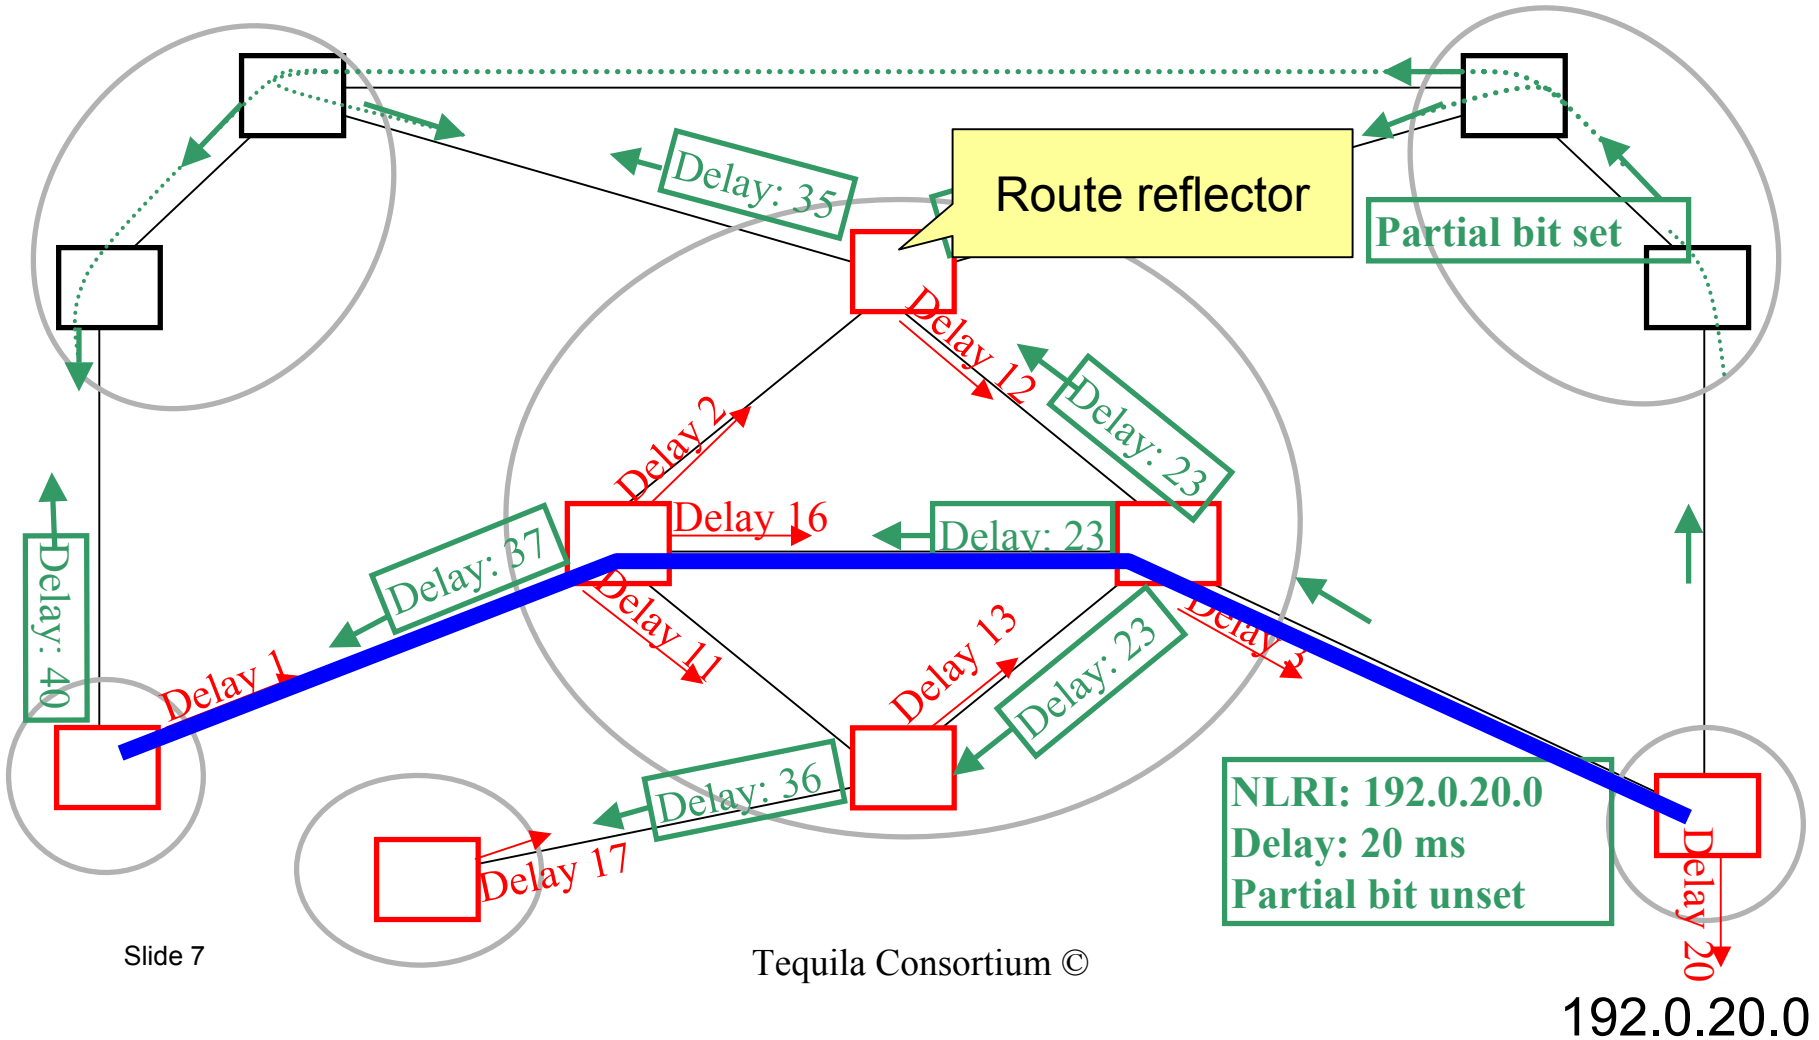 Delay: 35
Route reflector
Partial bit set
Delay 12
Delay: 23
Delay 2
Delay 16
Delay: 23
Delay: 37
Delay: 40
Delay 1
Delay 11
Delay 13
Delay: 23
Delay 3
Delay: 36
Delay 17
NLRI: 192.0.20.0
Delay: 20 ms
Partial bit unset
Delay 20
Slide 7
Tequila Consortium ©
192.0.20.0